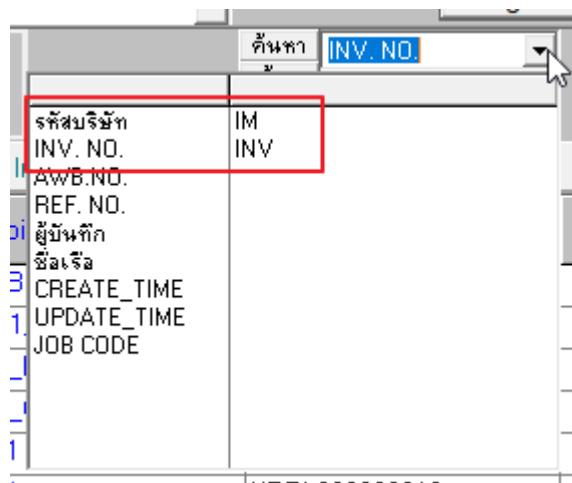 ค้นหา INV. NO.
รหัสบริษัท IM
INV. NO. INV
AWB.NO.
REF. NO.
ผู้บันทึก
ชื่อเรือ
CREATE_TIME
UPDATE_TIME
JOB CODE